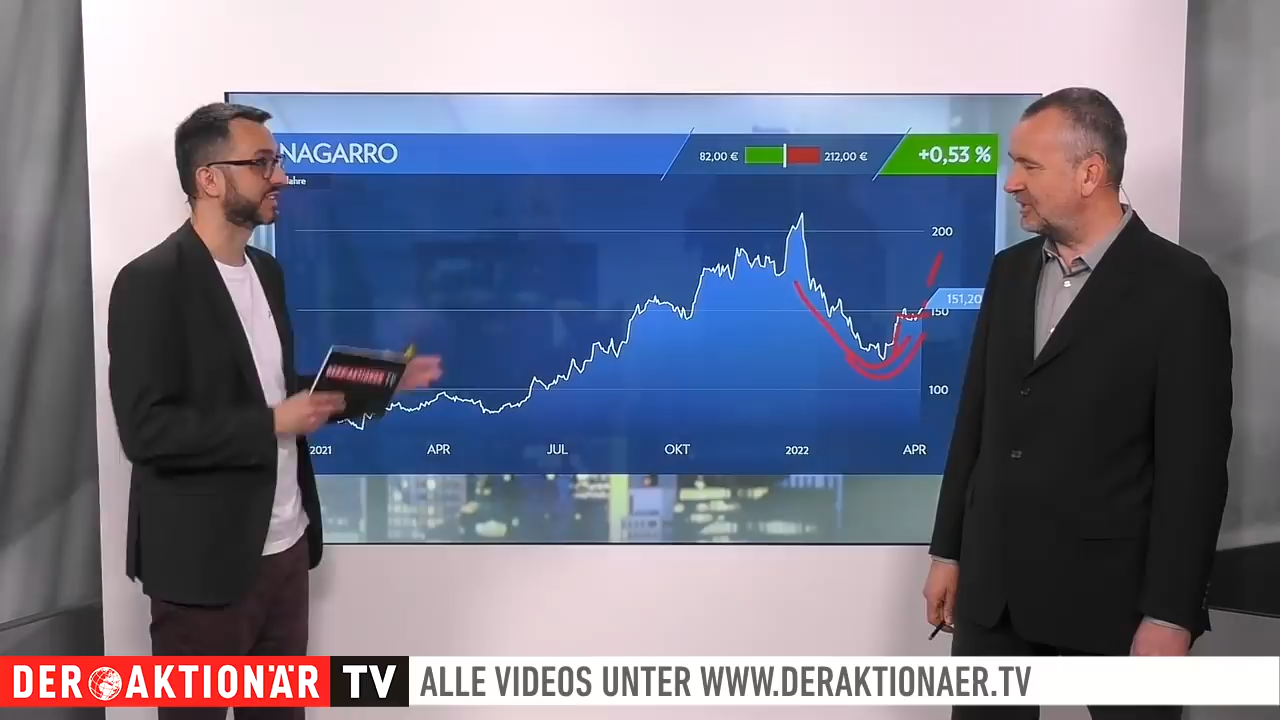 NAGARRO
82,00 €
212,00 €
+0,53 %
Jahre
200
151,20
150
100
2021
APR
JUL
OKT
2022
APR
DER AKTIONÄR TV
DER AKTIONÄR TV
ALLE VIDEOS UNTER WWW.DERAKTIONAER.TV